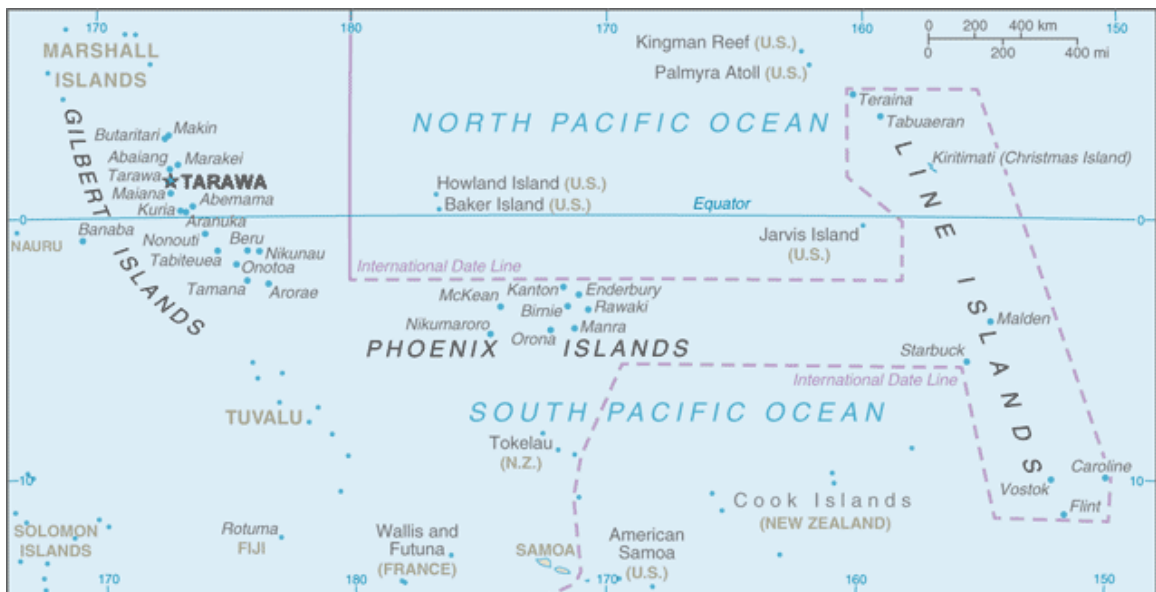 170
180
170
160
150
0 200 400 km
0 200 400 mi
Kingman Reef (U.S.)
Palmyra Atoll (U.S.)
MARSHALL
ISLANDS
Teraina
Tabuaeran
NORTH PACIFIC OCEAN
GILBERT ISLANDS
Butaritari
Makin
Abaiang
Marakei
Kiritimati (Christmas Island)
Tarawa
TARAWA
Maiana
Abemama
Kuria
Aranuka
Howland Island (U.S.)
Baker Island (U.S.)
Equator
LINE ISLANDS
0
0
NAURU
Banaba
Nonouti
Beru
Nikunau
Tabiteuea
Onotoa
Tamana
Arorae
Jarvis Island
(U.S.)
International Date Line
McKean
Kanton
Enderbury
Birnie
Rawaki
Nikumaroro
Orona
Manra
PHOENIX ISLANDS
Malden
Starbuck
International Date Line
TUVALU
SOUTH PACIFIC OCEAN
Tokelau
(N.Z.)
10
10
Caroline
Vostok
Flint
Cook Islands
(NEW ZEALAND)
SOLOMON
ISLANDS
Rotuma
FIJI
Wallis and
Futuna
(FRANCE)
SAMOA
American
Samoa
(U.S.)
170
180
170
160
150